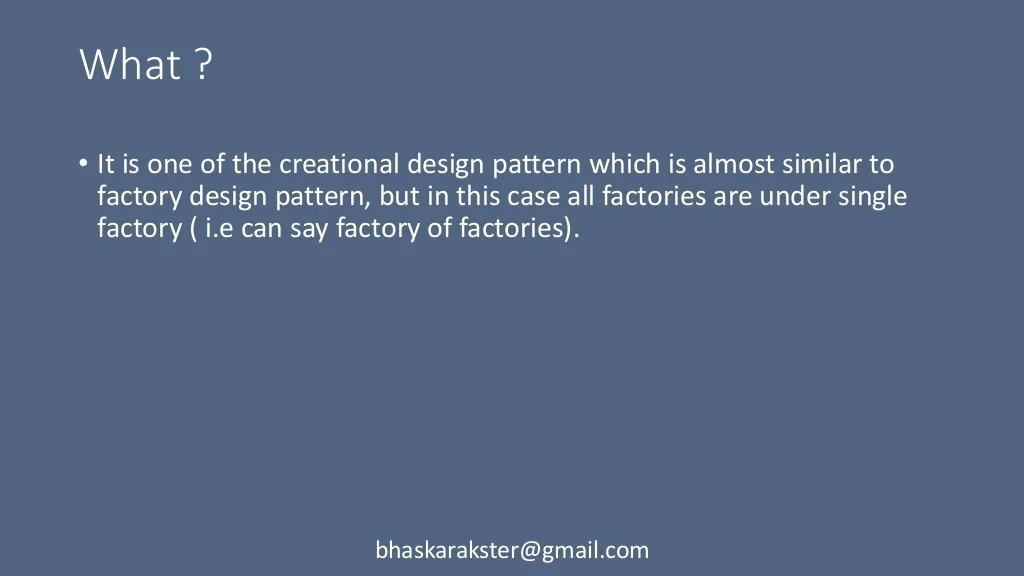 What ?
• It is one of the creational design pattern which is almost similar to
factory design pattern, but in this case all factories are under single
factory ( i.e can say factory of factories).
bhaskarakster@gmail.com